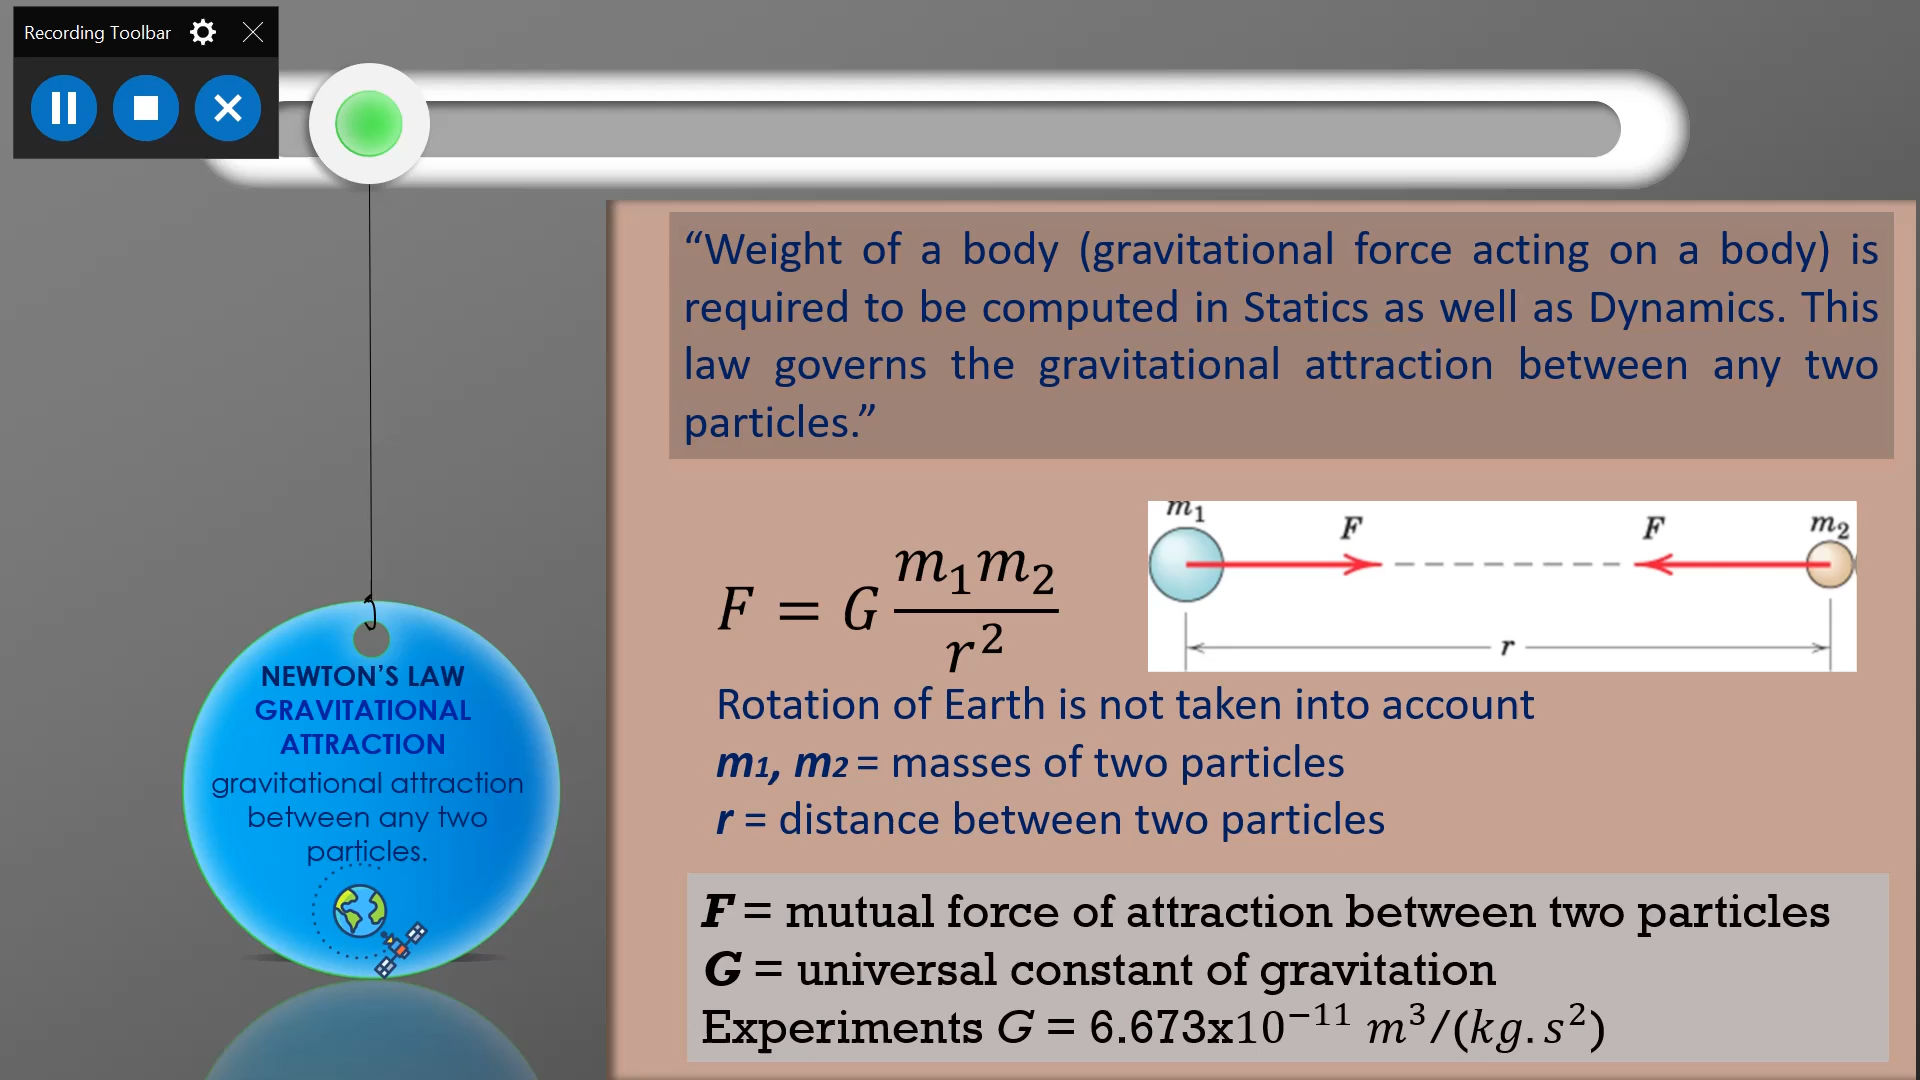 Recording Toolbar
“Weight of a body (gravitational force acting on a body) is
required to be computed in Statics as well as Dynamics. This
law governs the gravitational attraction between any two
particles.”
m₁ F F m₂
r
F = G m₁m₂ / r²
Rotation of Earth is not taken into account
m₁, m₂ = masses of two particles
r = distance between two particles
F = mutual force of attraction between two particles
G = universal constant of gravitation
Experiments G = 6.673x10⁻¹¹ m³/(kg.s²)
NEWTON’S LAW
GRAVITATIONAL
ATTRACTION
gravitational attraction
between any two
particles.